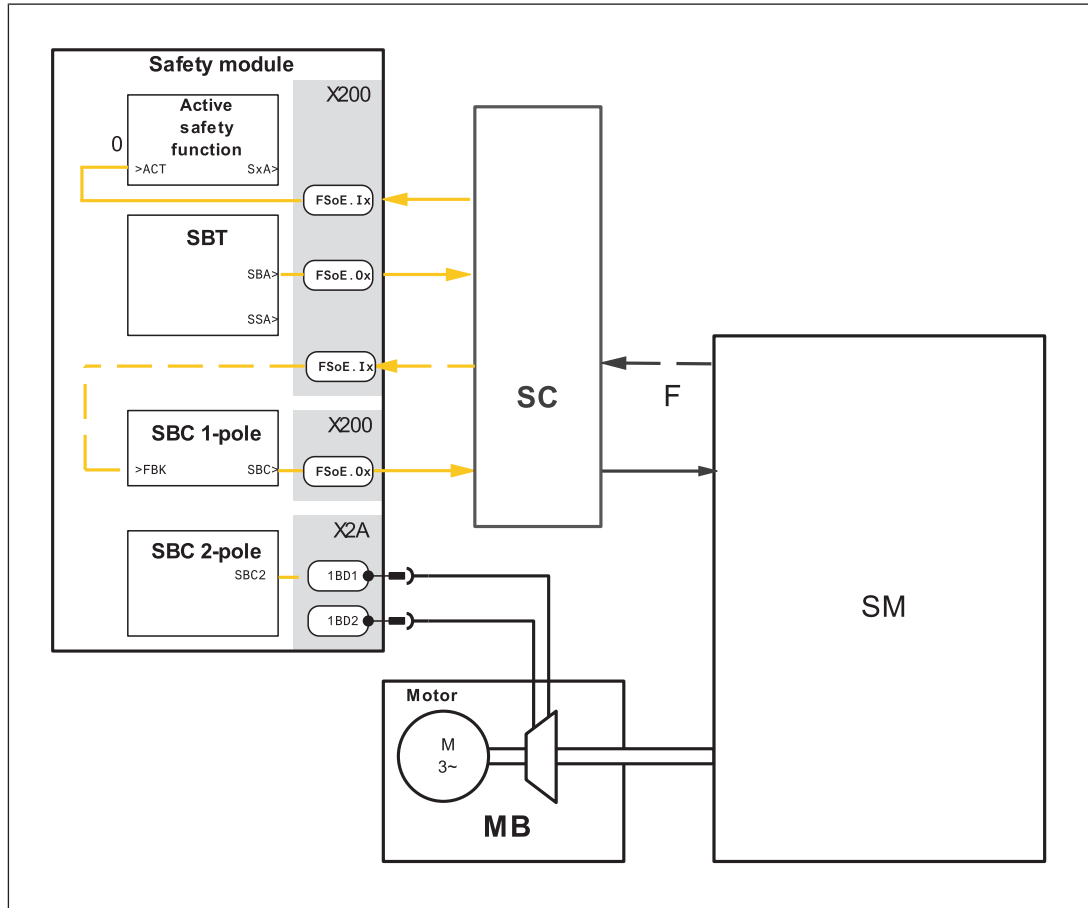 Safety module
X200
Active
safety
function
0
>ACT
SxA>
FSoE.Ix
SBT
SBA>
FSoE.Ox
SSA>
FSoE.Ix
SC
F
SBC 1-pole
X200
>FBK
SBC>
FSoE.Ox
X2A
SBC 2-pole
SBC2
1BD1
1BD2
SM
Motor
M
3~
MB